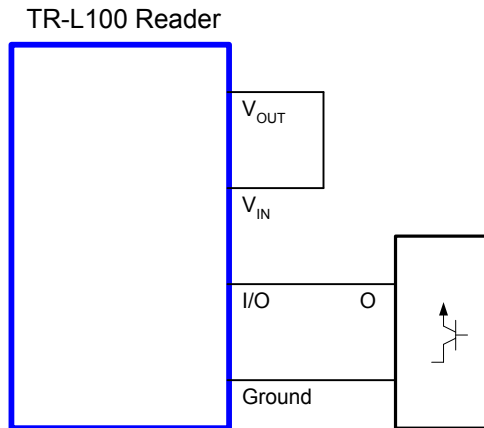 TR-L100 Reader
V_OUT
V_IN
I/O O
Ground